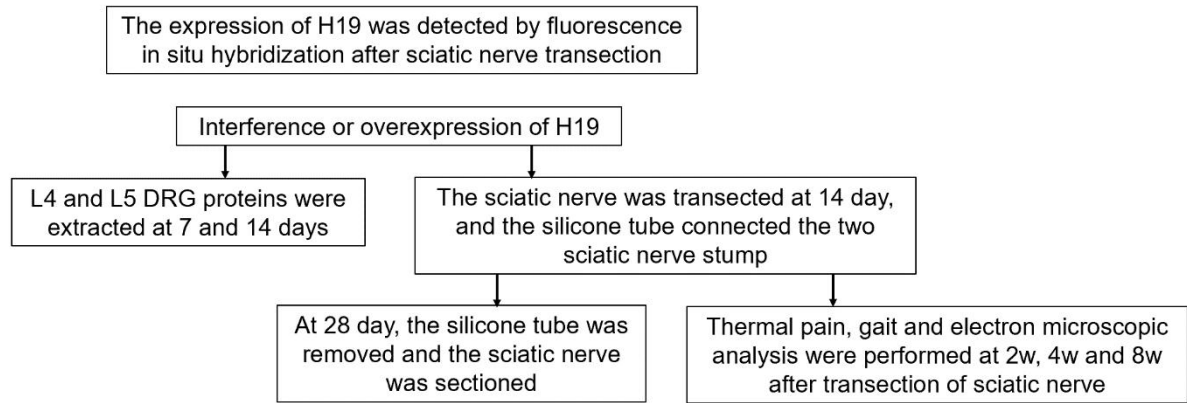 The expression of H19 was detected by fluorescence
in situ hybridization after sciatic nerve transection
Interference or overexpression of H19
L4 and L5 DRG proteins were
extracted at 7 and 14 days
The sciatic nerve was transected at 14 day,
and the silicone tube connected the two
sciatic nerve stump
At 28 day, the silicone tube was
removed and the sciatic nerve
was sectioned
Thermal pain, gait and electron microscopic
analysis were performed at 2w, 4w and 8w
after transection of sciatic nerve